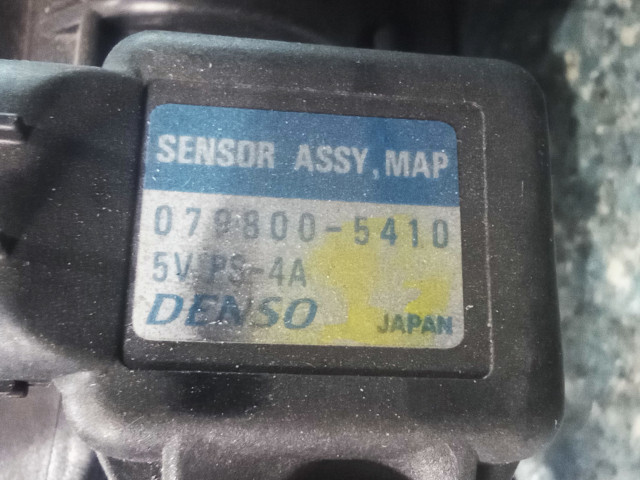 SENSOR ASSY, MAP
079800-5410
5V PS-4A
DENSO JAPAN